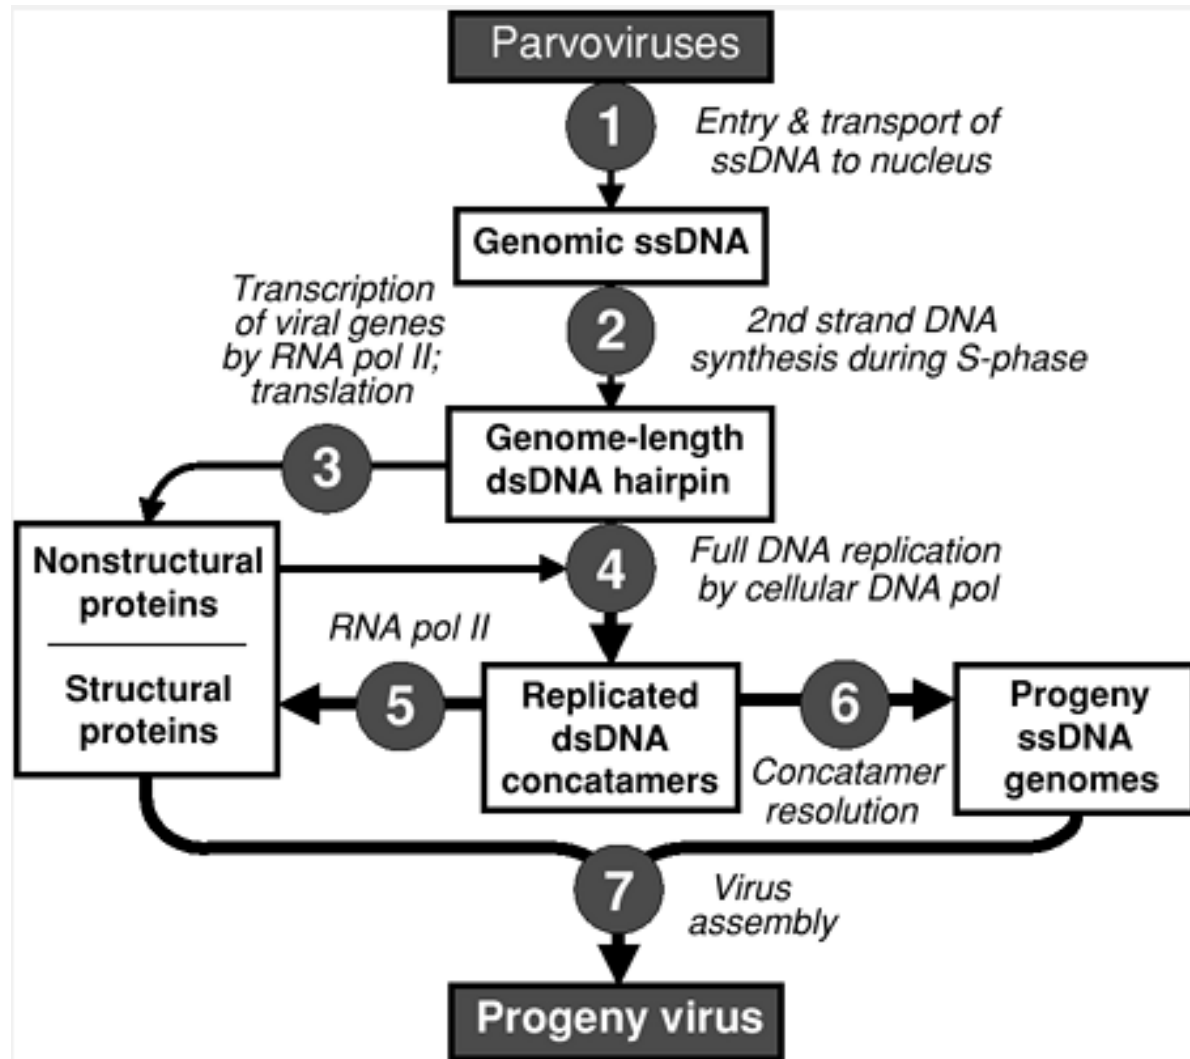 Parvoviruses
1
Entry & transport of
ssDNA to nucleus
Genomic ssDNA
Transcription
of viral genes
by RNA pol II;
translation
2
2nd strand DNA
synthesis during S-phase
Genome-length
dsDNA hairpin
3
Nonstructural
proteins
Structural
proteins
4
Full DNA replication
by cellular DNA pol
RNA pol II
5
Replicated
dsDNA
concatamers
6
Concatamer
resolution
Progeny
ssDNA
genomes
7
Virus
assembly
Progeny virus